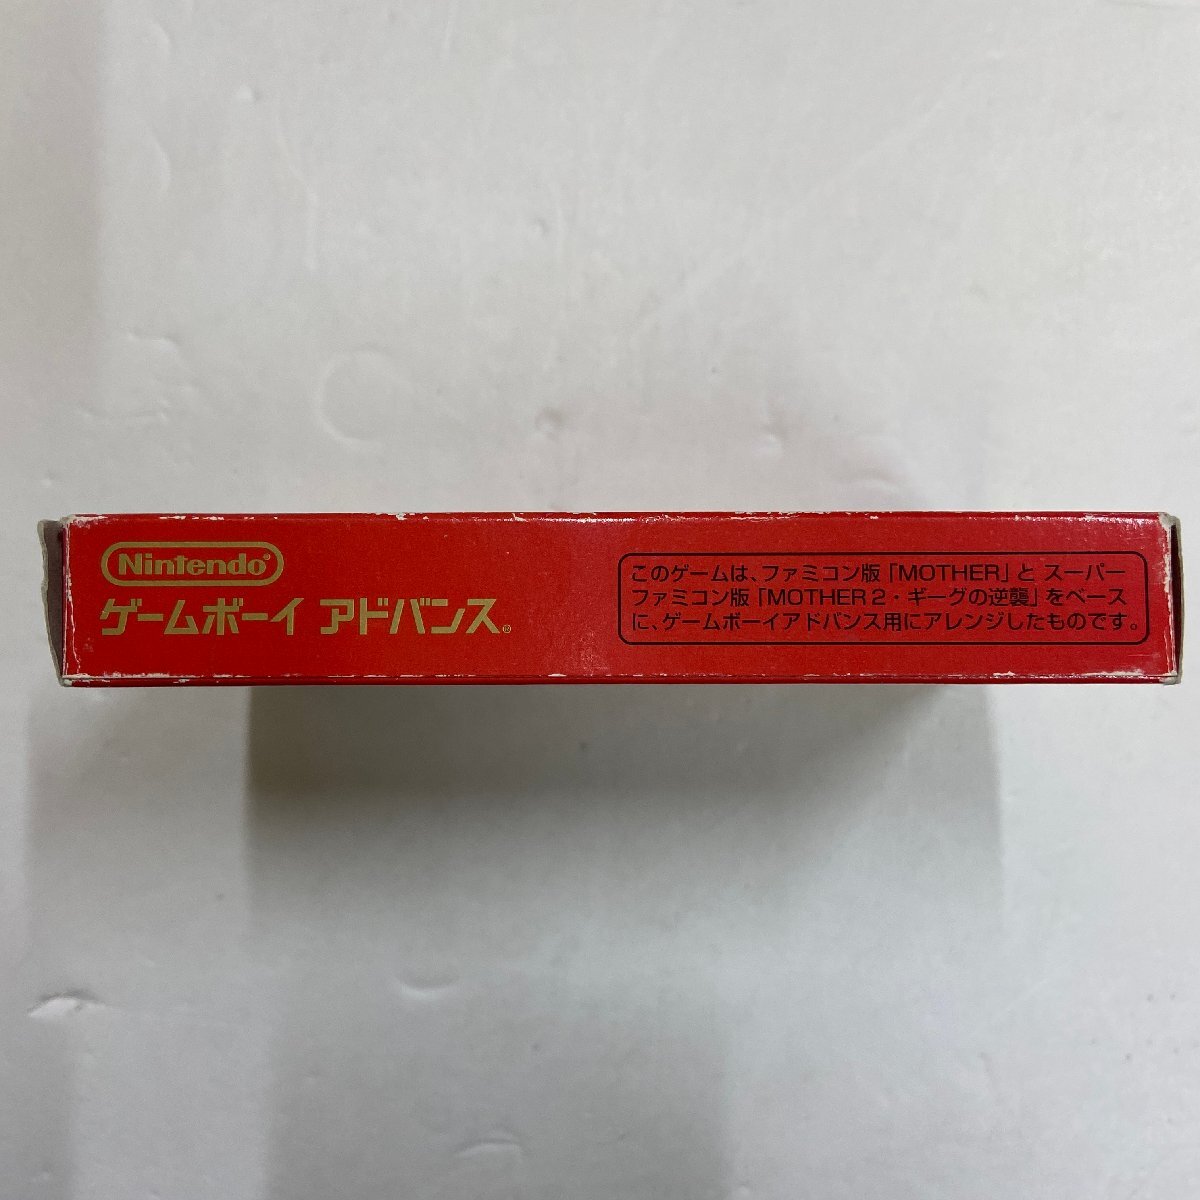 Nintendo®
ゲームボーイ アドバンス®
このゲームは、ファミコン版「MOTHER」と スーパー
ファミコン版「MOTHER 2・ギーグの逆襲」をベース
に、ゲームボーイアドバンス用にアレンジしたものです。